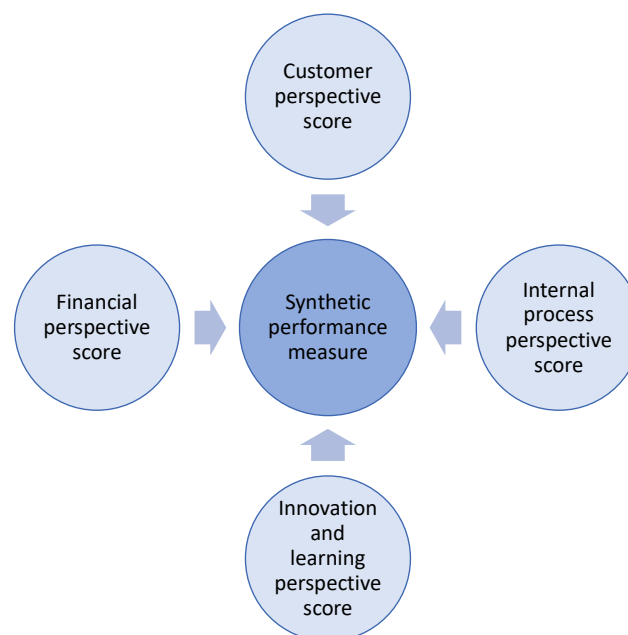 Customer
perspective
score
Financial
perspective
score
Synthetic
performance
measure
Internal
process
perspective
score
Innovation
and
learning
perspective
score